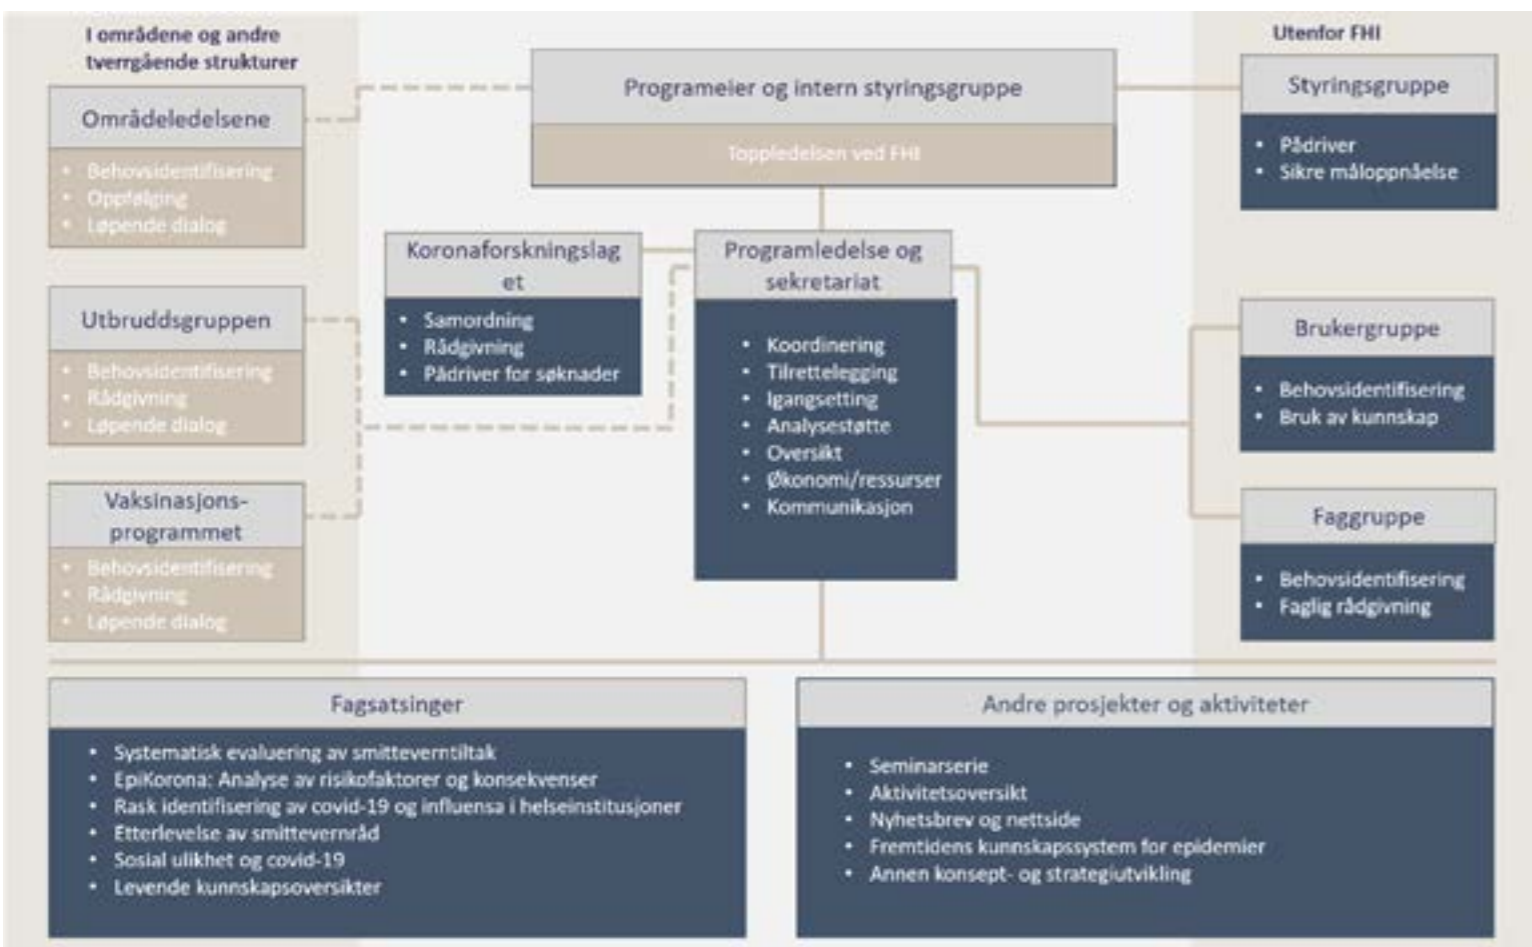 I områdene og andre
tverrgående strukturer
Områdeledelsene
• Behovsidentifisering
• Oppfølging
• Løpende dialog
Utbruddsgruppen
• Behovsidentifisering
• Rådgivning
• Løpende dialog
Vaksinasjons-
programmet
• Behovsidentifisering
• Rådgivning
• Løpende dialog
Programeier og intern styringsgruppe
Toppledelsen ved FHI
Koronaforskningslag
et
• Samordning
• Rådgivning
• Pådriver for søknader
Programledelse og
sekretariat
• Koordinering
• Tilrettelegging
• Igangsetting
• Analysestøtte
• Oversikt
• Økonomi/ressurser
• Kommunikasjon
Utenfor FHI
Styringsgruppe
• Pådriver
• Sikre måloppnåelse
Brukergruppe
• Behovsidentifisering
• Bruk av kunnskap
Faggruppe
• Behovsidentifisering
• Faglig rådgivning
Fagsatsinger
• Systematisk evaluering av smitteverntiltak
• EpiKorona: Analyse av risikofaktorer og konsekvenser
• Rask identifisering av covid-19 og influensa i helseinstitusjoner
• Etterlevelse av smittevernråd
• Sosial ulikhet og covid-19
• Levende kunnskapsoversikter
Andre prosjekter og aktiviteter
• Seminarserie
• Aktivitetsoversikt
• Nyhetsbrev og nettside
• Fremtidens kunnskapssystem for epidemier
• Annen konsept- og strategiutvikling